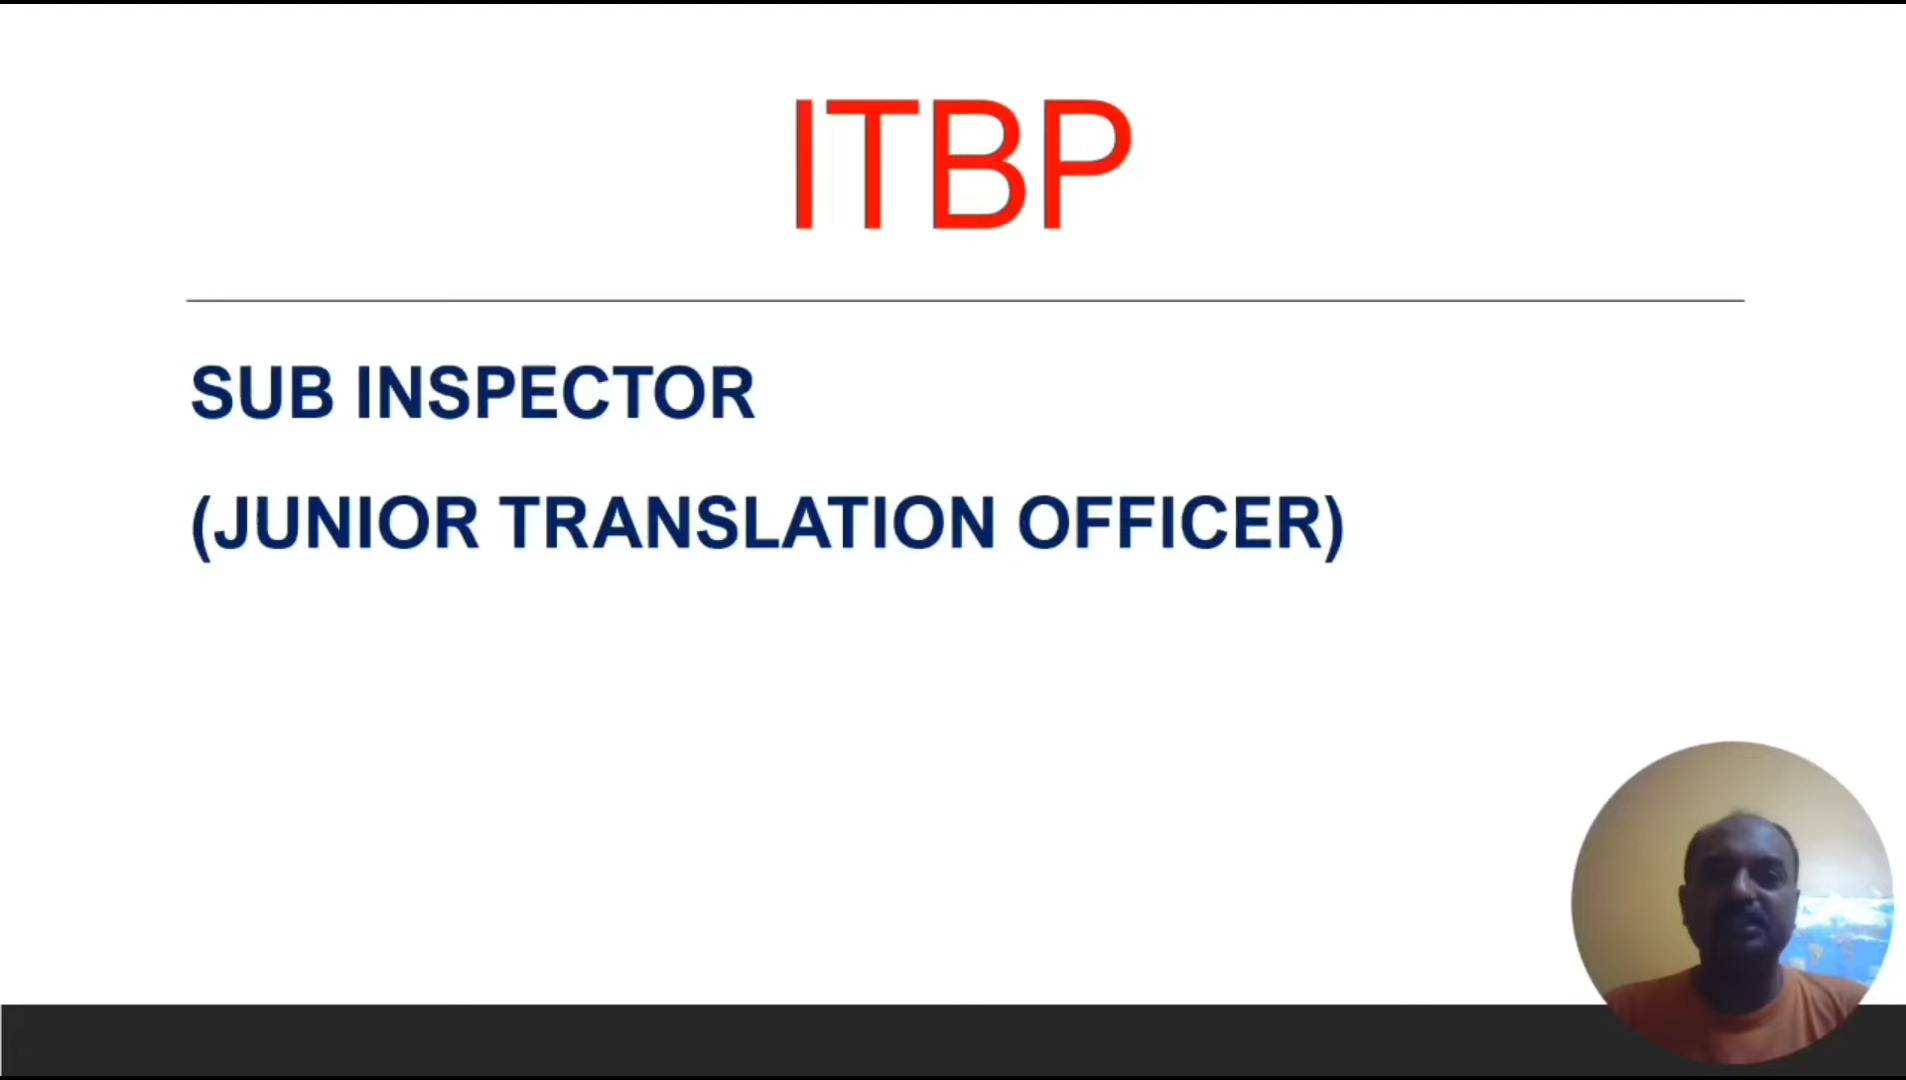 ITBP
SUB INSPECTOR
(JUNIOR TRANSLATION OFFICER)